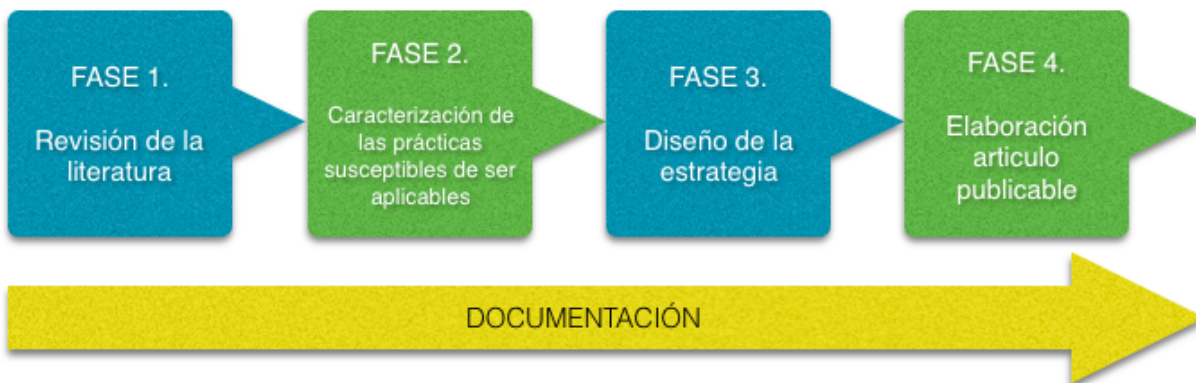 FASE 1.
Revisión de la
literatura
FASE 2.
Caracterización de
las prácticas
susceptibles de ser
aplicables
FASE 3.
Diseño de la
estrategia
FASE 4.
Elaboración
articulo
publicable
DOCUMENTACIÓN